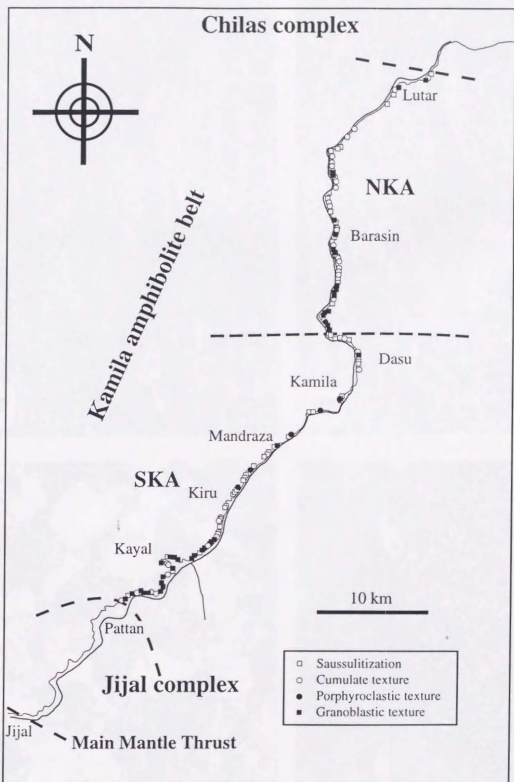 Chilas complex
N
Lutar
NKA
Kamila amphibolite belt
Barasin
Dasu
Kamila
Mandraza
SKA
Kiru
Kayal
10 km
Pattan
Saussulitization
Cumulate texture
Porphyroclastic texture
Granoblastic texture
Jijal complex
Jijal
Main Mantle Thrust